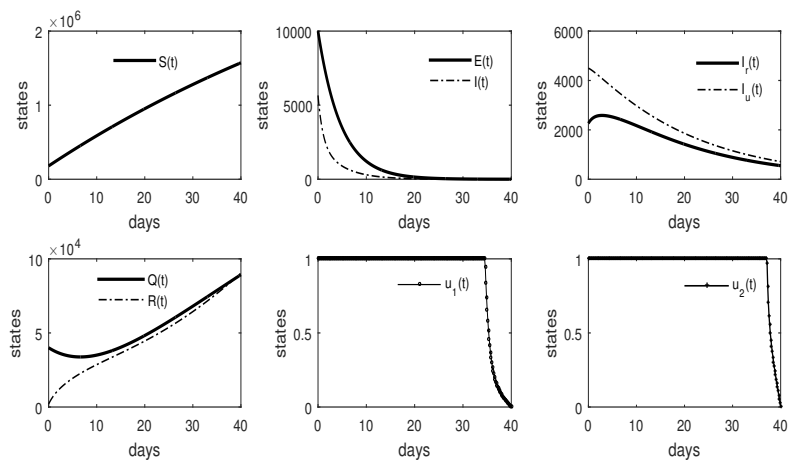 ×10^6
2
1
0
states
S(t)
0 10 20 30 40
days
10000
5000
0
states
E(t)
I(t)
0 10 20 30 40
days
6000
4000
2000
0
states
I_r(t)
I_u(t)
0 10 20 30 40
days
×10^4
10
5
0
states
Q(t)
R(t)
0 10 20 30 40
days
1
0.5
0
states
u_1(t)
0 10 20 30 40
days
1
0.5
0
states
u_2(t)
0 10 20 30 40
days